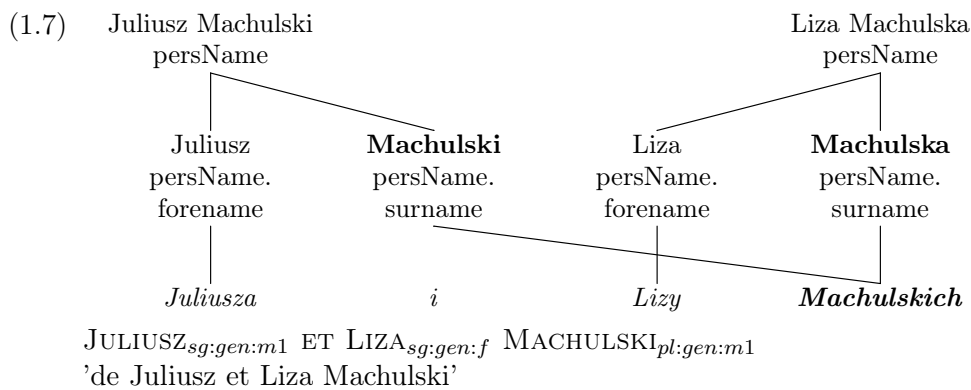 (1.7) Juliusz Machulski Liza Machulska
persName persName
Juliusz Machulski Liza Machulska
persName. persName. persName. persName.
forename surname forename surname
Juliusza i Lizy Machulskich
JULIUSZsg:gen:m1 ET LIZAsg:gen:f MACHULSKIpl:gen:m1
'de Juliusz et Liza Machulski'